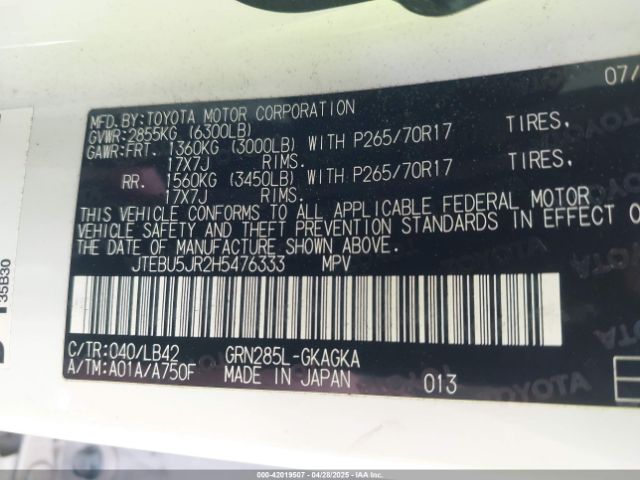 07/
MFD.BY:TOYOTA MOTOR CORPORATION
GVWR:2855KG (6300LB)
GAWR:FRT. 1360KG (3000LB) WITH P265/70R17 TIRES,
17X7J RIMS.
RR. 1560KG (3450LB) WITH P265/70R17 TIRES,
17X7J RIMS.
THIS VEHICLE CONFORMS TO ALL APPLICABLE FEDERAL MOTOR
VEHICLE SAFETY AND THEFT PREVENTION STANDARDS IN EFFECT O
THE DATE OF MANUFACTURE SHOWN ABOVE.
JTEBU5JR2H5476333 MPV
C/TR:040/LB42 GRN285L-GKAGKA
A/TM:A01A/A750F MADE IN JAPAN 013
35B30
000-42019507 04/28/2025 IAAI.COM